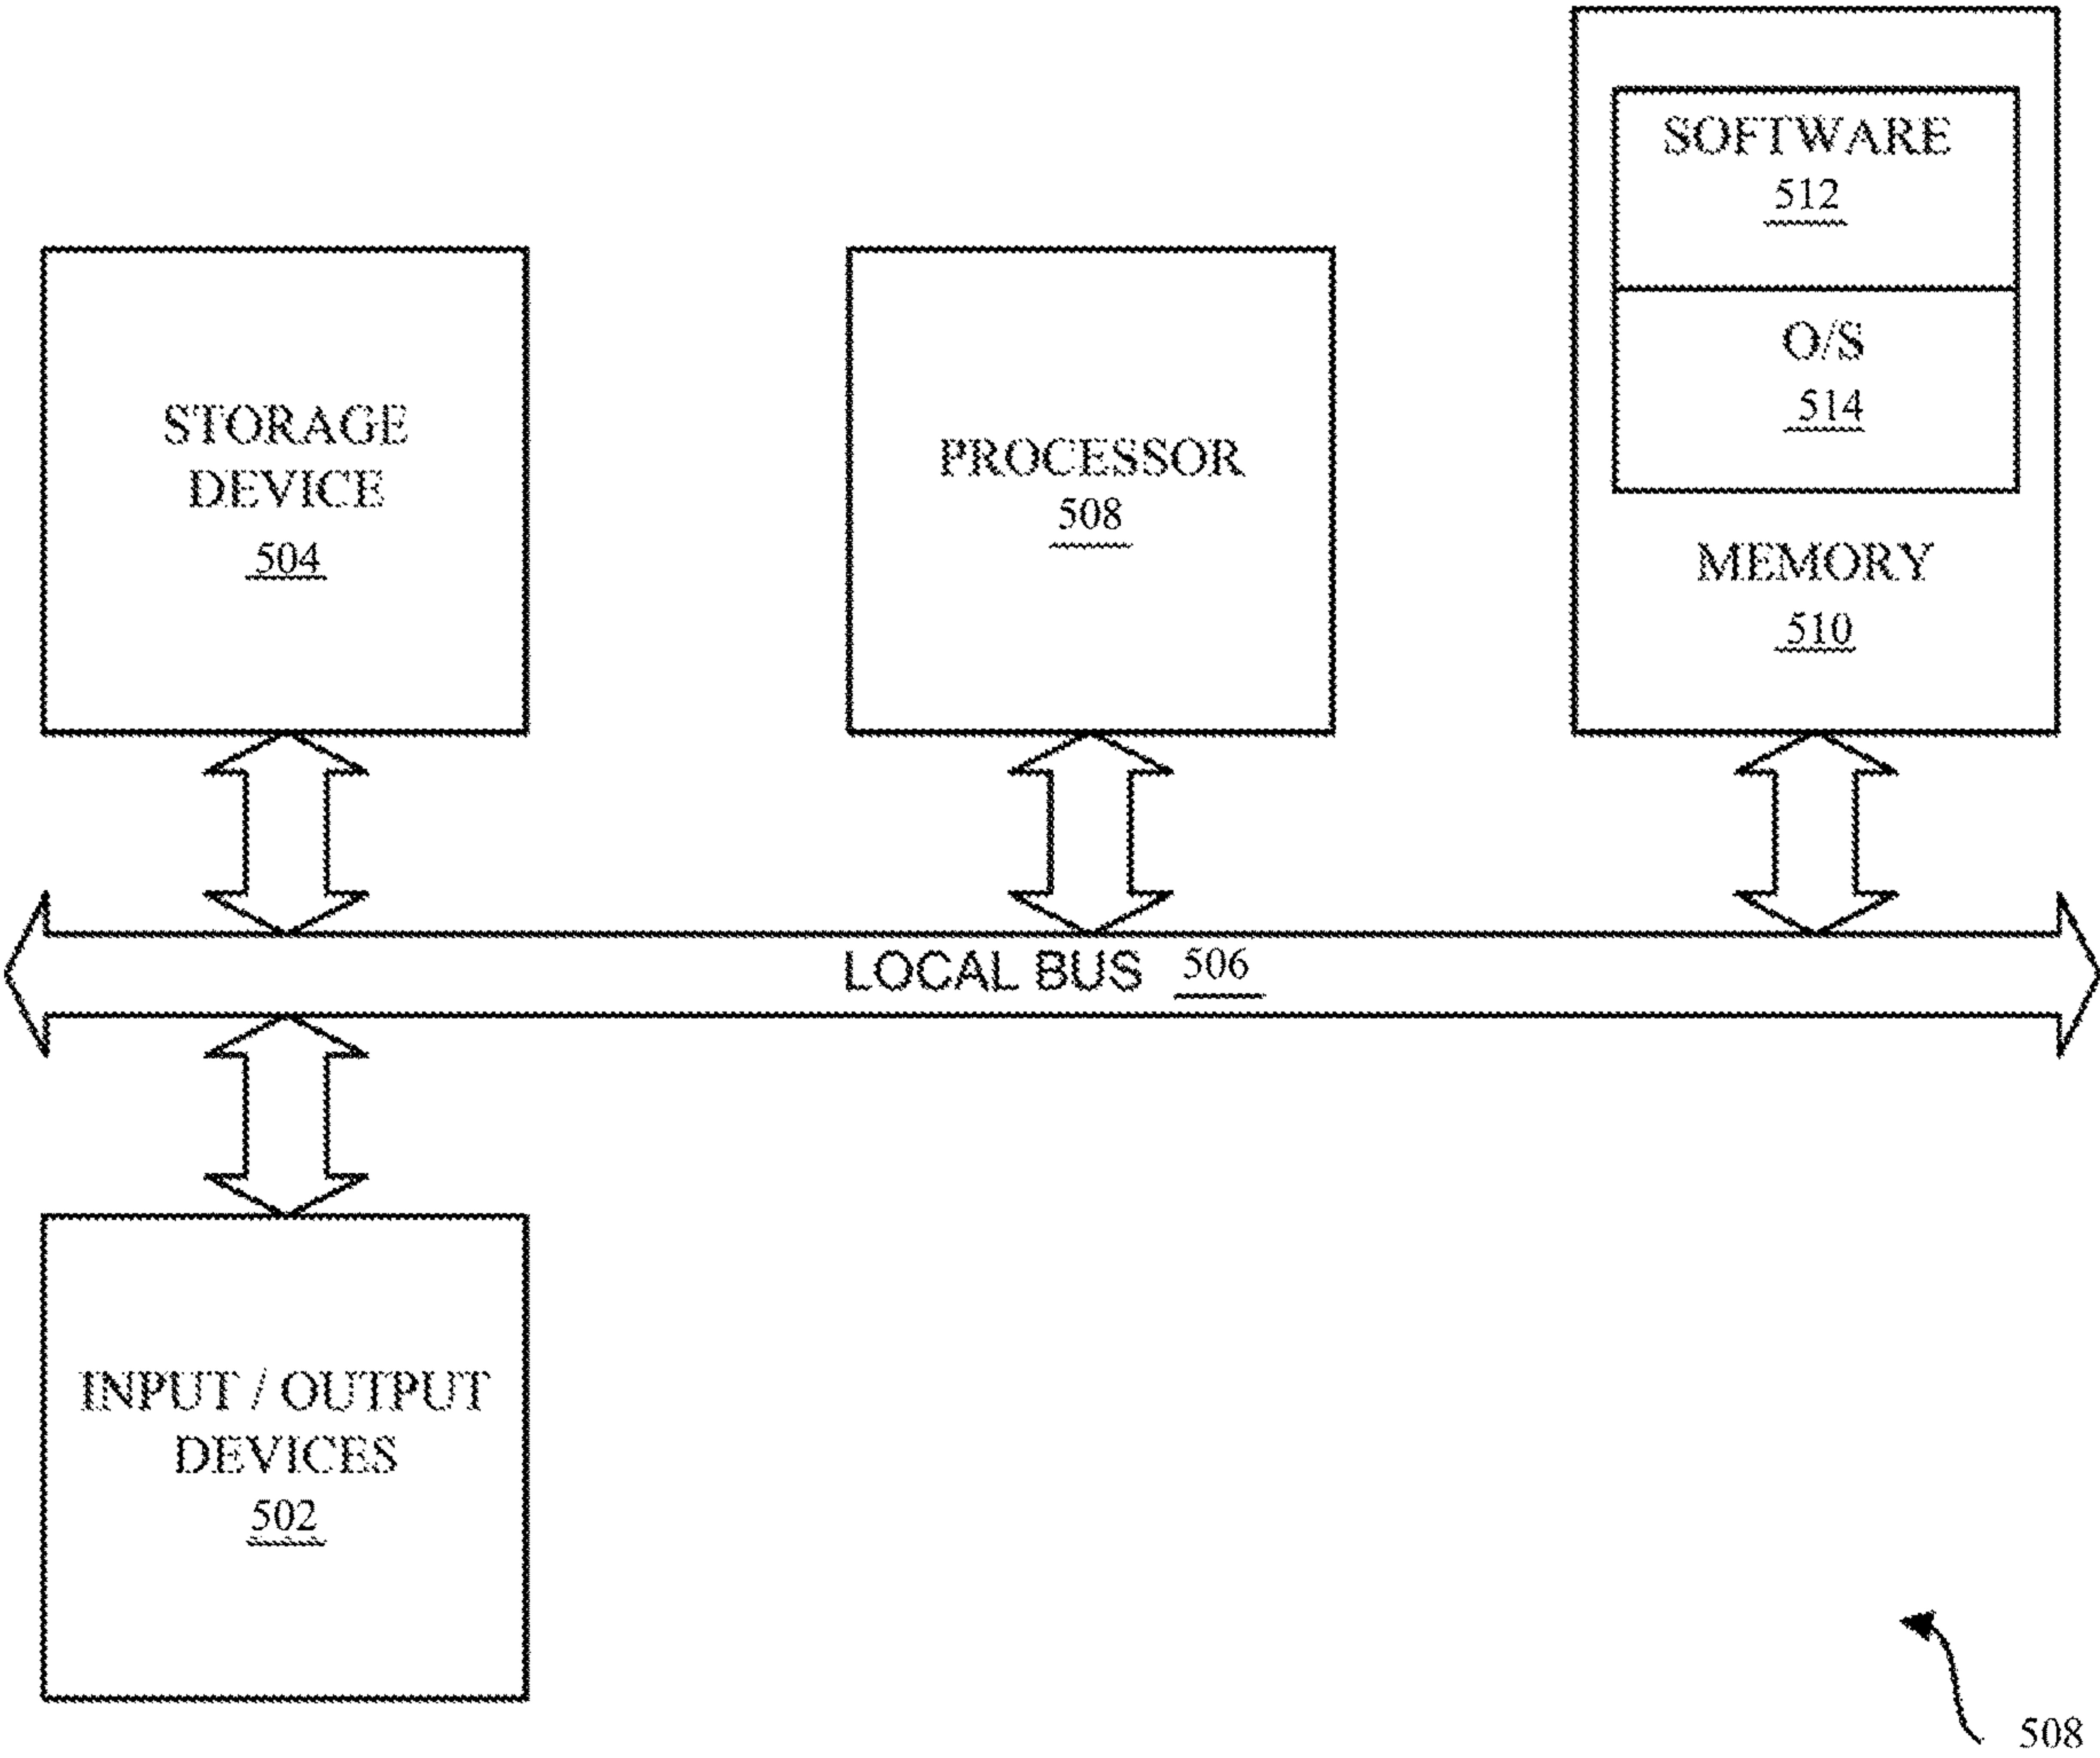 SOFTWARE
512
O/S
514
MEMORY
510
STORAGE
DEVICE
504
PROCESSOR
508
LOCAL BUS 506
INPUT / OUTPUT
DEVICES
502
508